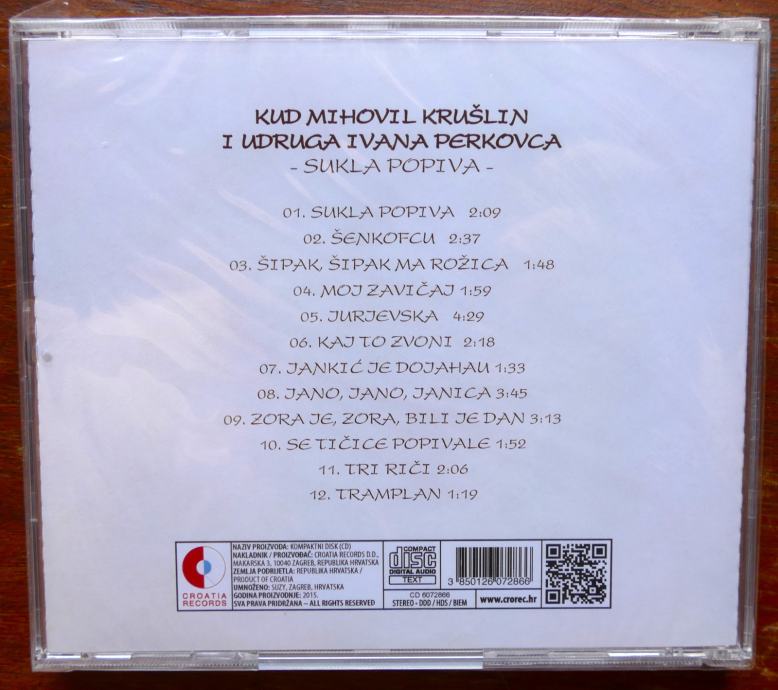 KUD MIHOVIL KRUŠLIN
I UDRUGA IVANA PERKOVCA
- SUKLA POPIVA -
01. SUKLA POPIVA 2:09
02. ŠENKOFCU 2:37
03. ŠIPAK, ŠIPAK MA ROŽICA 1:48
04. MOJ ZAVIČAJ 1:59
05. JURJEVSKA 4:29
06. KAJ TO ZVONI 2:18
07. JANKIĆ JE DOJAHAU 1:33
08. JANO, JANO, JANICA 3:45
09. ZORA JE, ZORA, BILI JE DAN 3:13
10. SE TIČICE POPIVALE 1:52
11. TRI RIČI 2:06
12. TRAMPLAN 1:19
CROATIA
RECORDS
NAZIV PROIZVODA: KOMPAKTNI DISK (CD)
NAKLADNIK / PROIZVOĐAČ: CROATIA RECORDS D.D.,
MAKARSKA 3, 10040 ZAGREB, REPUBLIKA HRVATSKA
ZEMLJA PODRIJETLA: REPUBLIKA HRVATSKA /
PRODUCT OF CROATIA
UMNOŽENO: SUZY, ZAGREB, HRVATSKA
GODINA PROIZVODNJE: 2015.
SVA PRAVA PRIDRŽANA – ALL RIGHTS RESERVED
COMPACT
disc
DIGITAL AUDIO
TEXT
CD 6072866
STEREO - DDD / HDS / BIEM
3 850126 072866
www.crorec.hr